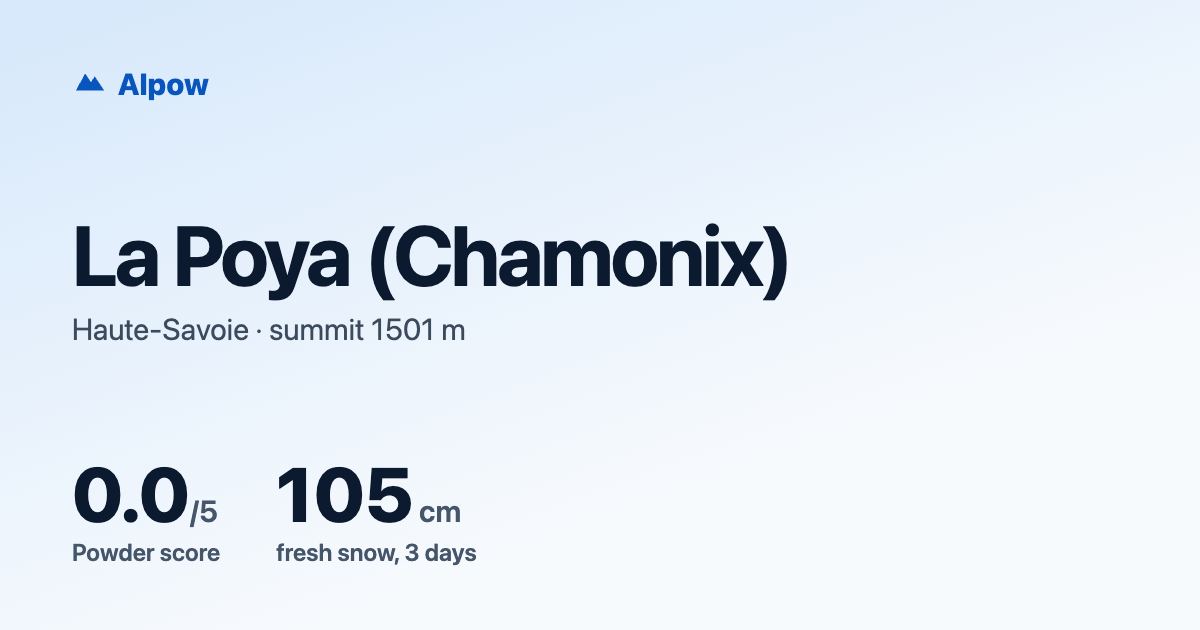 Alpow
La Poya (Chamonix)
Haute-Savoie · summit 1501 m
0.0/5 105 cm
Powder score fresh snow, 3 days